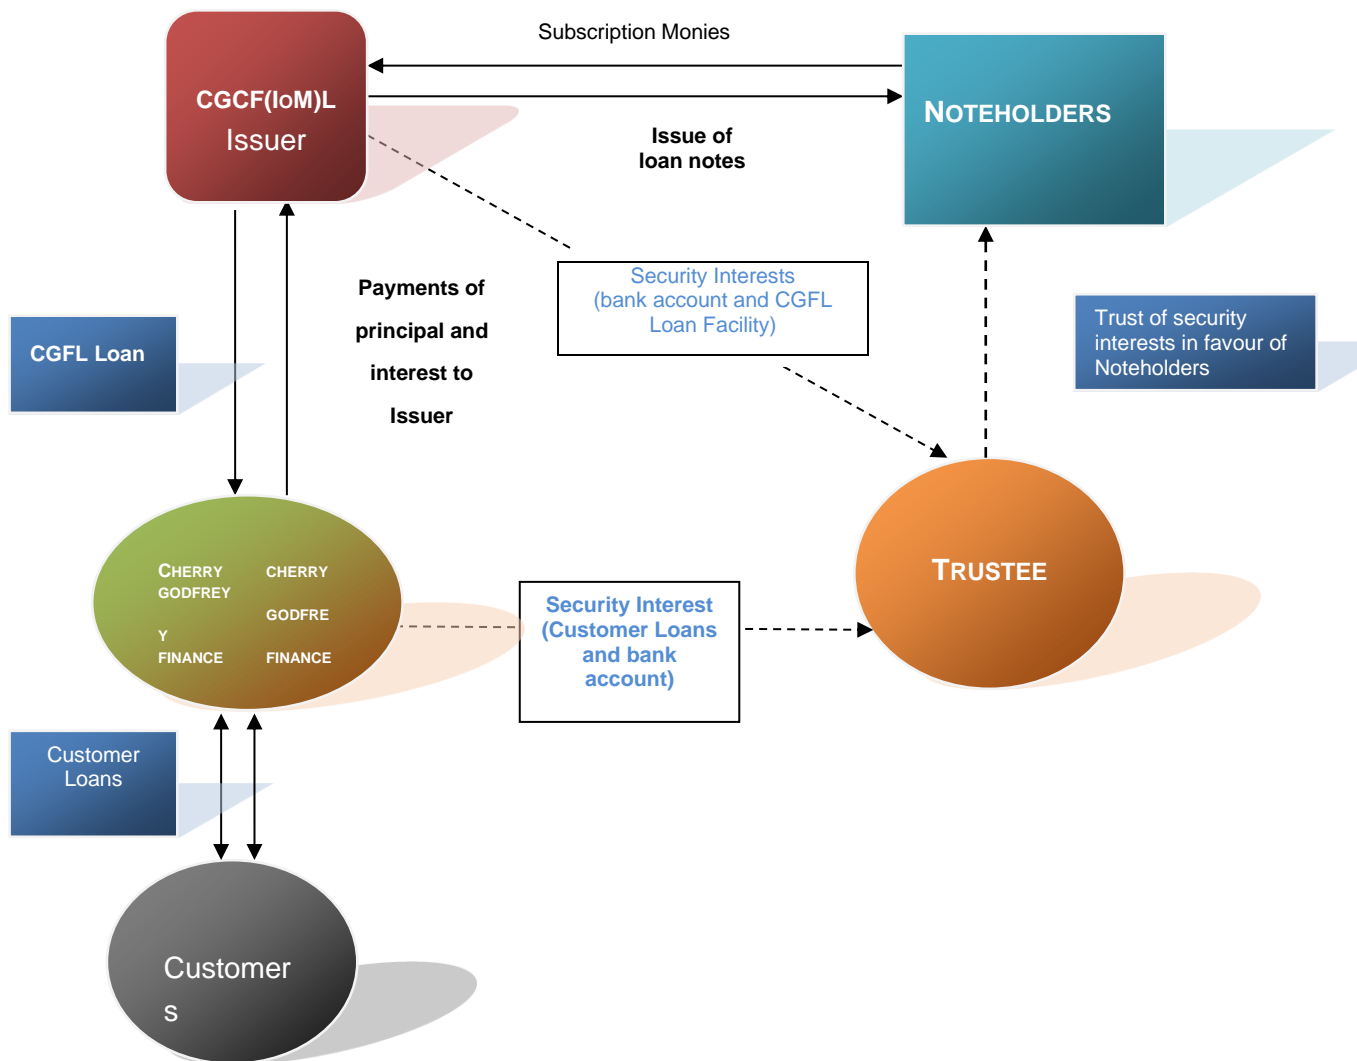 Subscription Monies
CGCF(IoM)L
Issuer
NOTEHOLDERS
Issue of
loan notes
Security Interests
(bank account and CGFL
Loan Facility)
Payments of
principal and
interest to
Issuer
CGFL Loan
Trust of security
interests in favour of
Noteholders
CHERRY
GODFREY
Y
FINANCE
CHERRY
GODFRE
FINANCE
Security Interest
(Customer Loans
and bank
account)
TRUSTEE
Customer
Loans
Customer
s